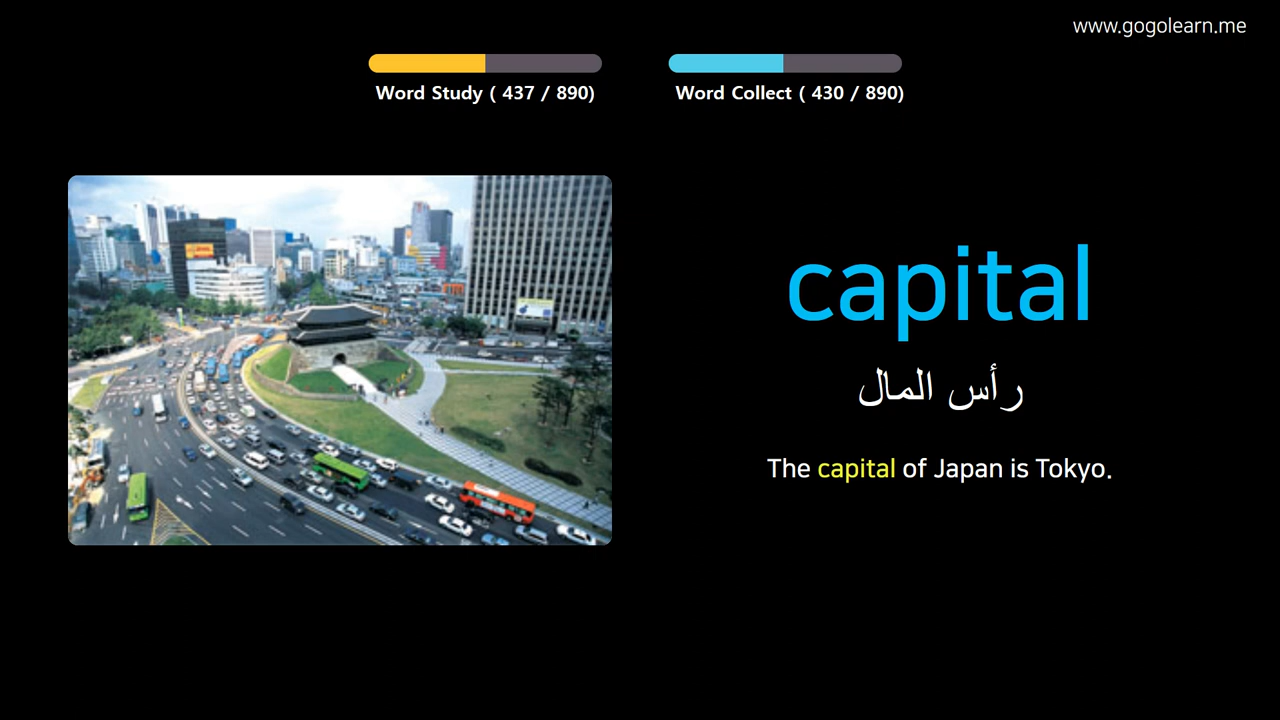 www.gogolearn.me
Word Study ( 437 / 890)
Word Collect ( 430 / 890)
capital
رأس المال
The capital of Japan is Tokyo.